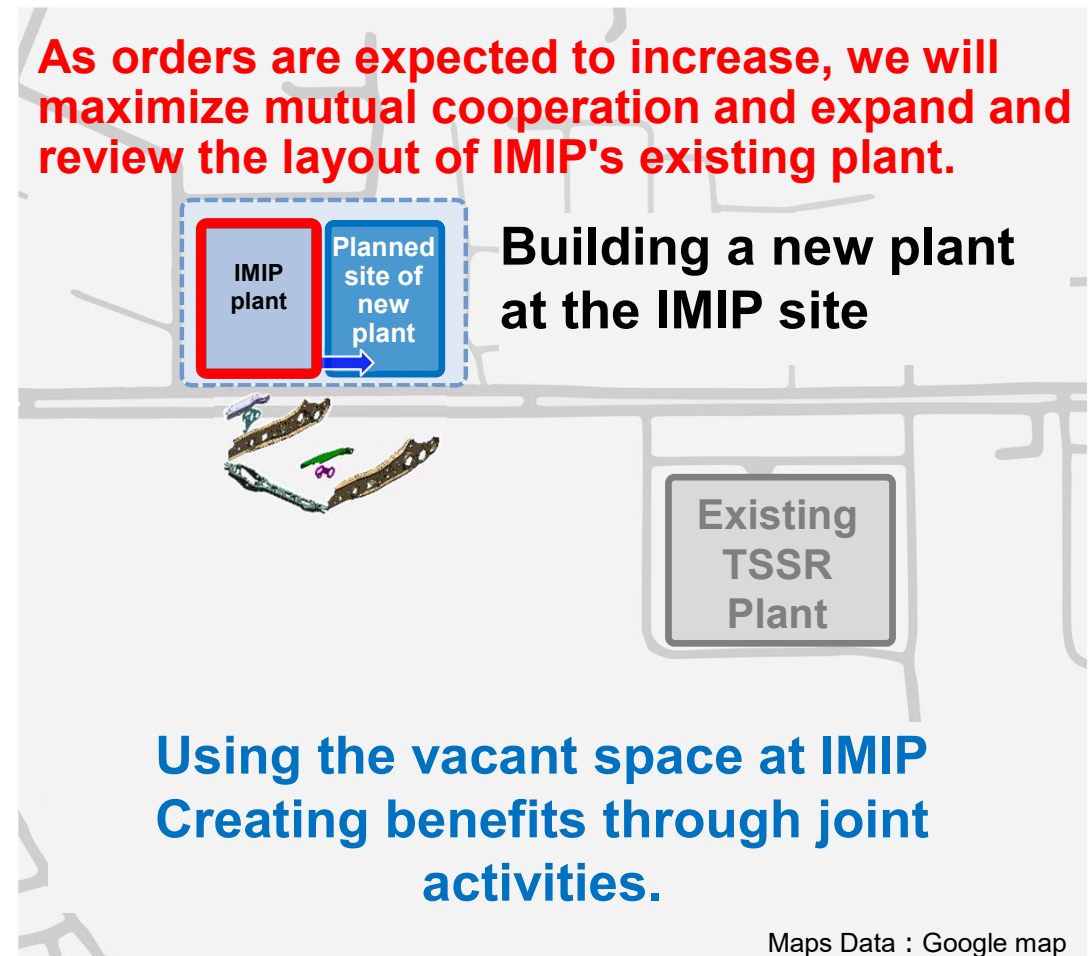 As orders are expected to increase, we will
maximize mutual cooperation and expand and
review the layout of IMIP's existing plant.
IMIP
plant
Planned
site of
new
plant
Building a new plant
at the IMIP site
Existing
TSSR
Plant
Using the vacant space at IMIP
Creating benefits through joint
activities.
Maps Data：Google map